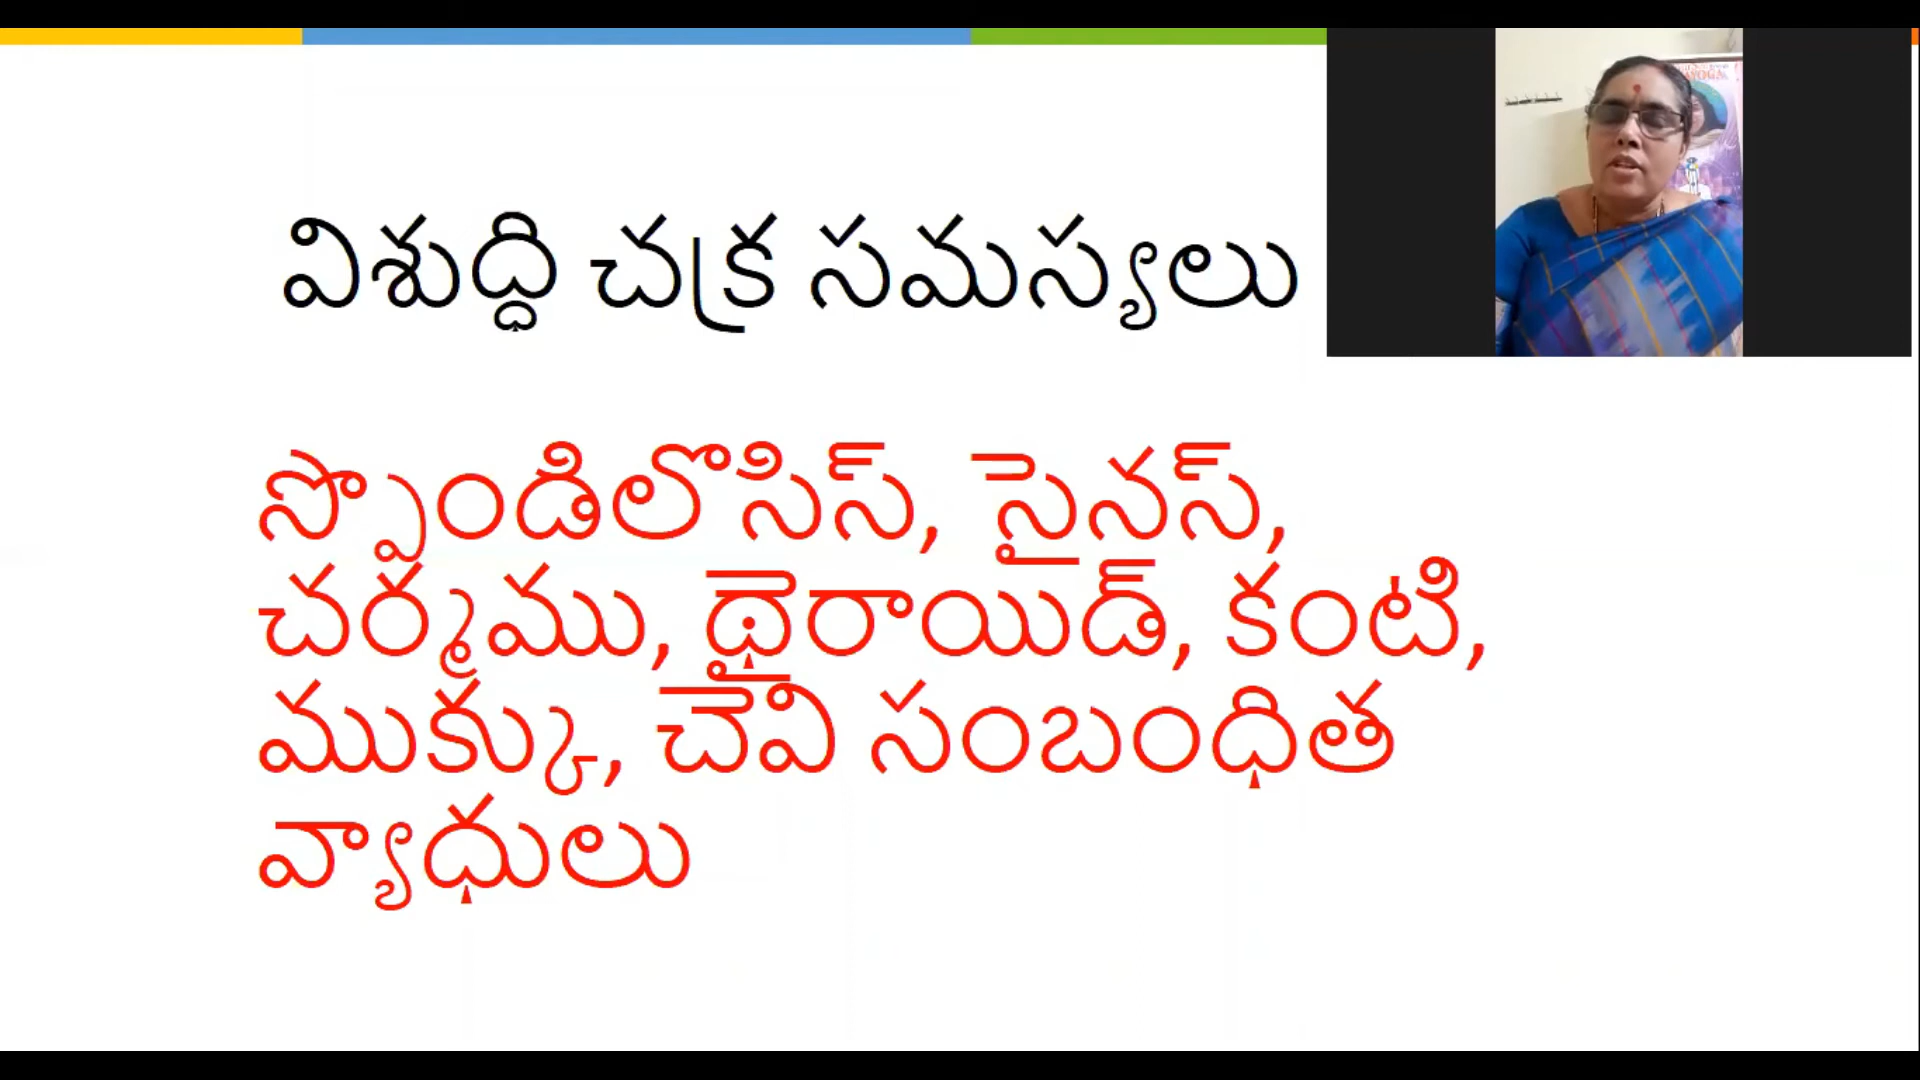 విశుద్ధి చక్ర సమస్యలు
స్పొండిలొసిస్, సైనస్,
చర్మము, థైరాయిడ్, కంటి,
ముక్కు, చెవి సంబంధిత
వ్యాధులు